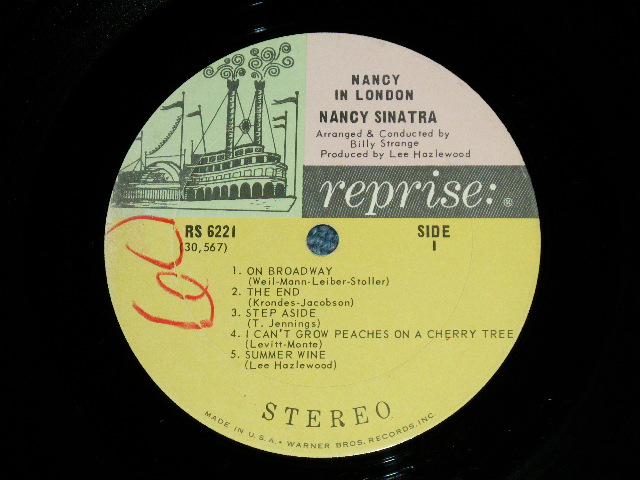 NANCY
IN LONDON
NANCY SINATRA
Arranged & Conducted by
Billy Strange
Produced by Lee Hazlewood
reprise: ®
RS 6221
(30,567)
SIDE
1
1. ON BROADWAY
(Weil-Mann-Leiber-Stoller)
2. THE END
(Krondes-Jacobson)
3. STEP ASIDE
(T. Jennings)
4. I CAN'T GROW PEACHES ON A CHERRY TREE
(Levitt-Monte)
5. SUMMER WINE
(Lee Hazlewood)
STEREO
MADE IN U.S.A. • WARNER BROS. RECORDS, INC.